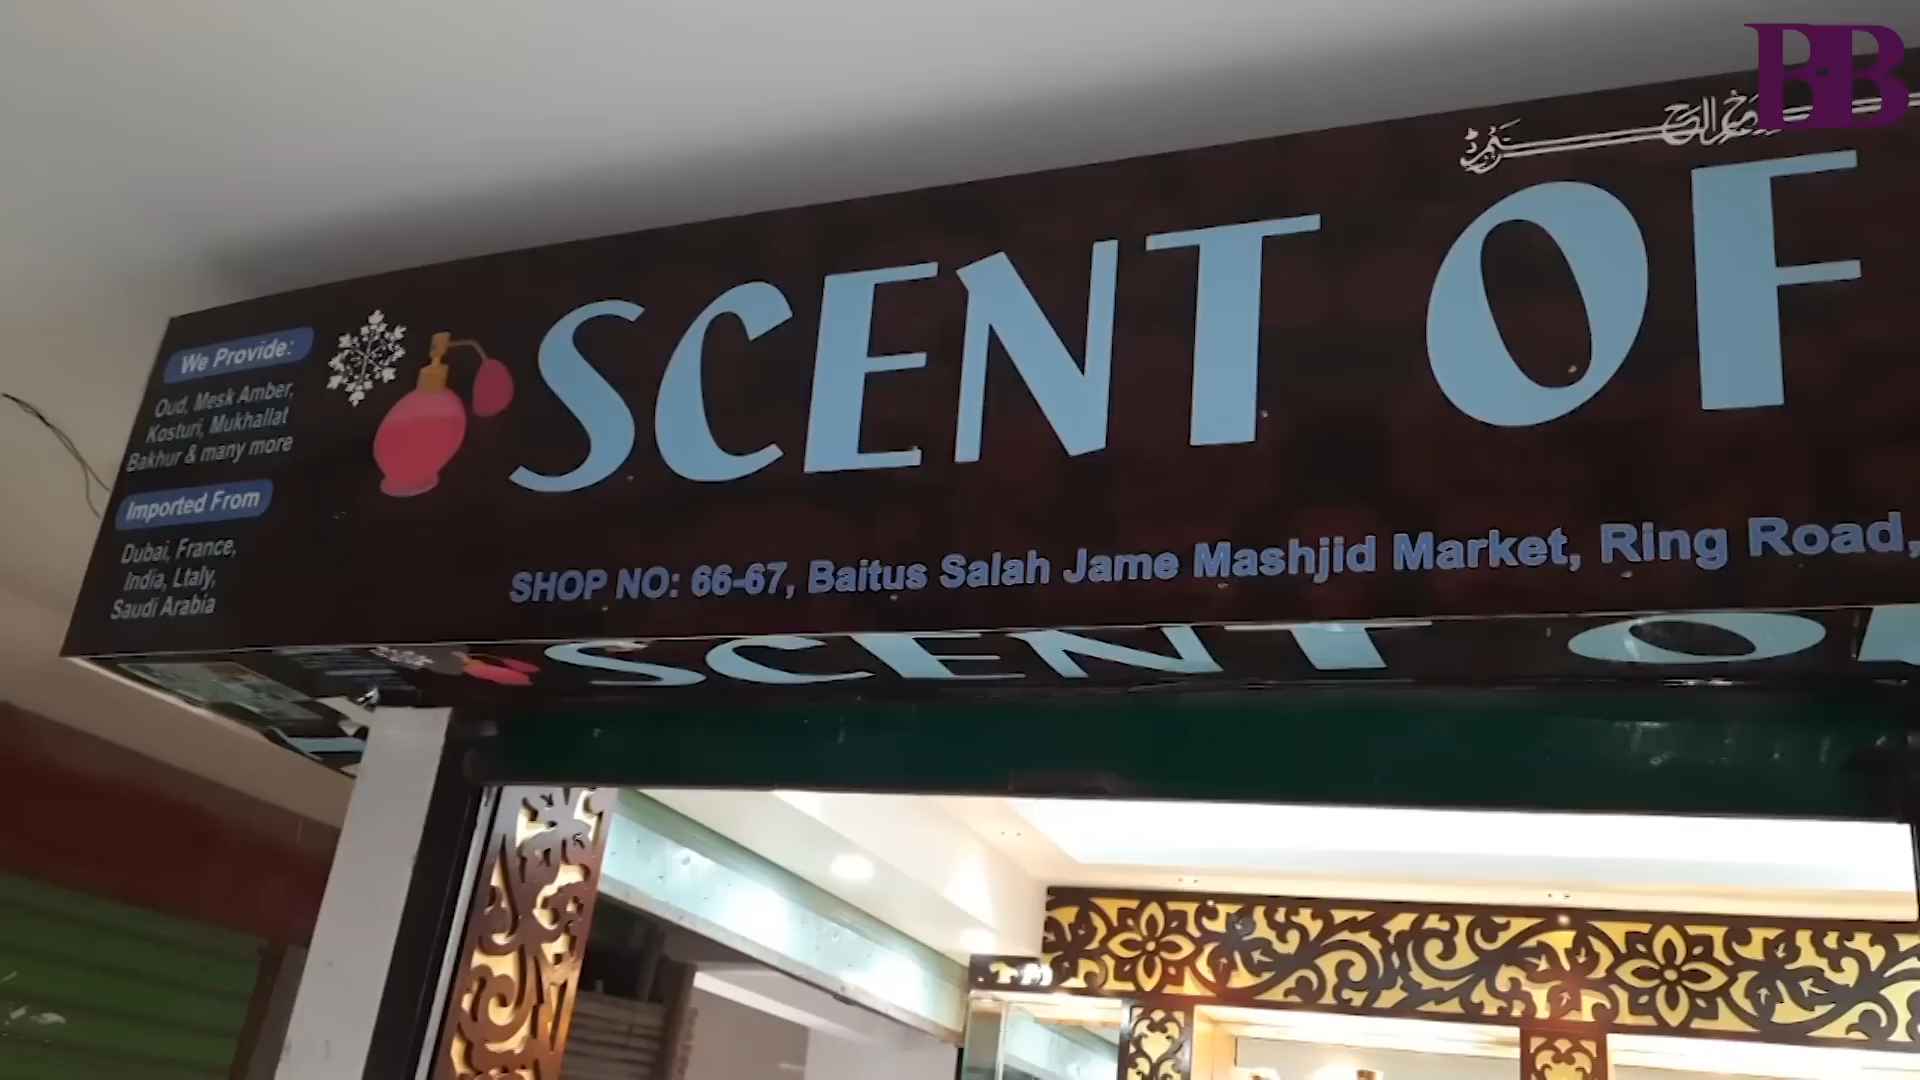 BB
We Provide:
Oud, Mesk Amber,
Kosturi, Mukhallat
Bakhur & many more
Imported From
Dubai, France,
India, Ltaly,
Saudi Arabia
SCENT OF
SHOP NO: 66-67, Baitus Salah Jame Mashjid Market, Ring Road,
SCENT O